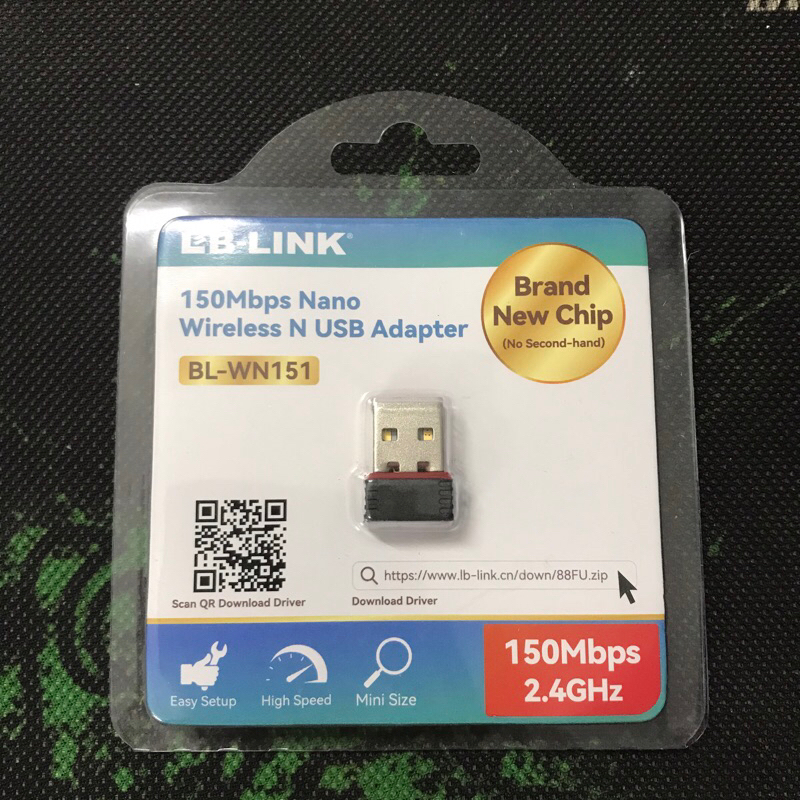 LB-LINK
150Mbps Nano
Wireless N USB Adapter
BL-WN151
Brand
New Chip
(No Second-hand)
https://www.lb-link.cn/down/88FU.zip
Scan QR Download Driver
Download Driver
Easy Setup
High Speed
Mini Size
150Mbps
2.4GHz